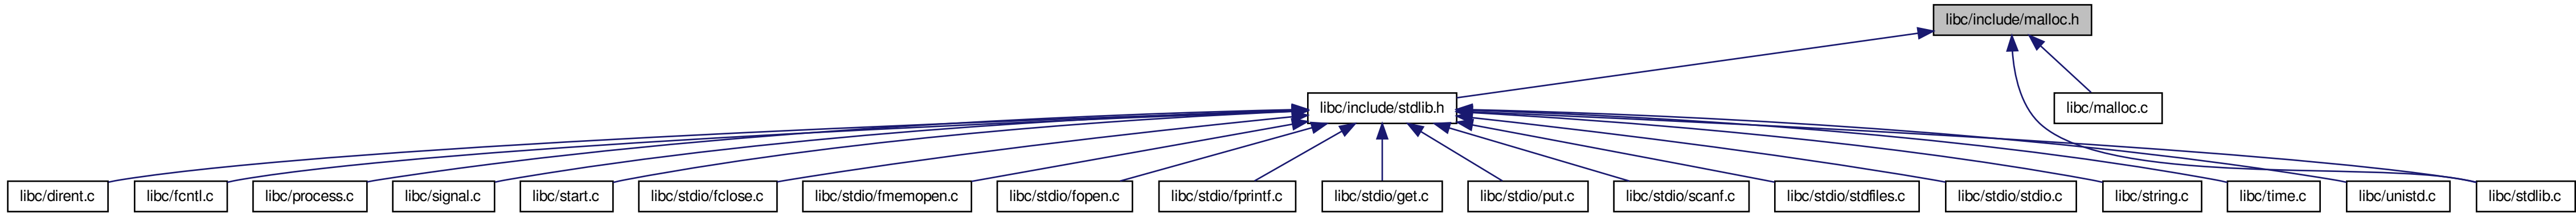 libc/include/malloc.h
libc/include/stdlib.h
libc/malloc.c
libc/dirent.c
libc/fcntl.c
libc/process.c
libc/signal.c
libc/start.c
libc/stdio/fclose.c
libc/stdio/fmemopen.c
libc/stdio/fopen.c
libc/stdio/fprintf.c
libc/stdio/get.c
libc/stdio/put.c
libc/stdio/scanf.c
libc/stdio/stdfiles.c
libc/stdio/stdio.c
libc/string.c
libc/time.c
libc/unistd.c
libc/stdlib.c